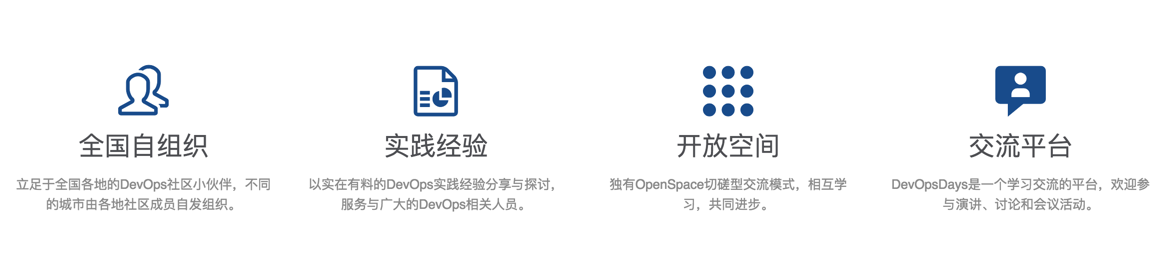 全国自组织
立足于全国各地的DevOps社区小伙伴，不同
的城市由各地社区成员自发组织。
实践经验
以实在有料的DevOps实践经验分享与探讨，
服务与广大的DevOps相关人员。
开放空间
独有OpenSpace切磋型交流模式，相互学
习，共同进步。
交流平台
DevOpsDays是一个学习交流的平台，欢迎参
与演讲、讨论和会议活动。